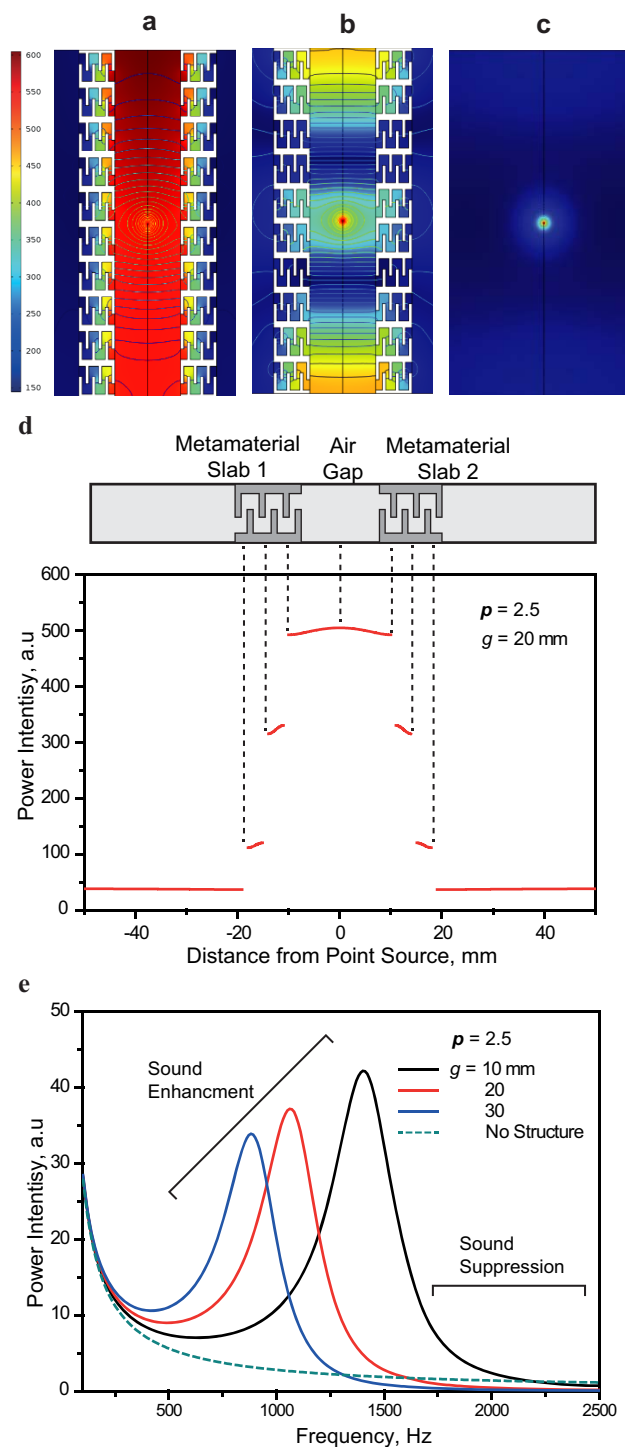 a b c
600
550
500
450
400
350
300
250
200
150
d
Metamaterial Slab 1
Air Gap
Metamaterial Slab 2
600
500
400
300
200
100
0
Power Intentisy, a.u
p = 2.5
g = 20 mm
-40 -20 0 20 40
Distance from Point Source, mm
e
50
40
30
20
10
0
Power Intentisy, a.u
Sound Enhancment
p = 2.5
g = 10 mm
20
30
No Structure
Sound Suppression
500 1000 1500 2000 2500
Frequency, Hz